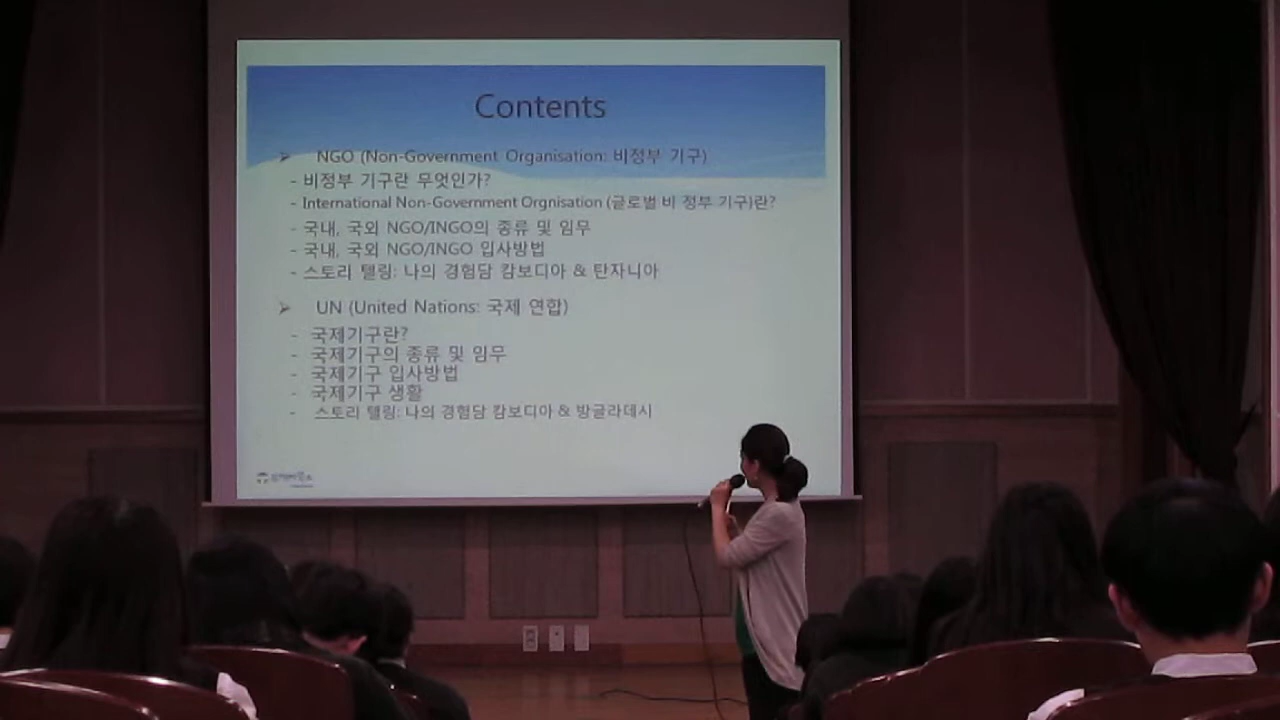 Contents
➢ NGO (Non-Government Organisation: 비정부 기구)
- 비정부 기구란 무엇인가?
- International Non-Government Orgnisation (글로벌 비 정부 기구)란?
- 국내, 국외 NGO/INGO의 종류 및 임무
- 국내, 국외 NGO/INGO 입사방법
- 스토리 텔링: 나의 경험담 캄보디아 & 탄자니아
➢ UN (United Nations: 국제 연합)
- 국제기구란?
- 국제기구의 종류 및 임무
- 국제기구 입사방법
- 국제기구 생활
- 스토리 텔링: 나의 경험담 캄보디아 & 방글라데시